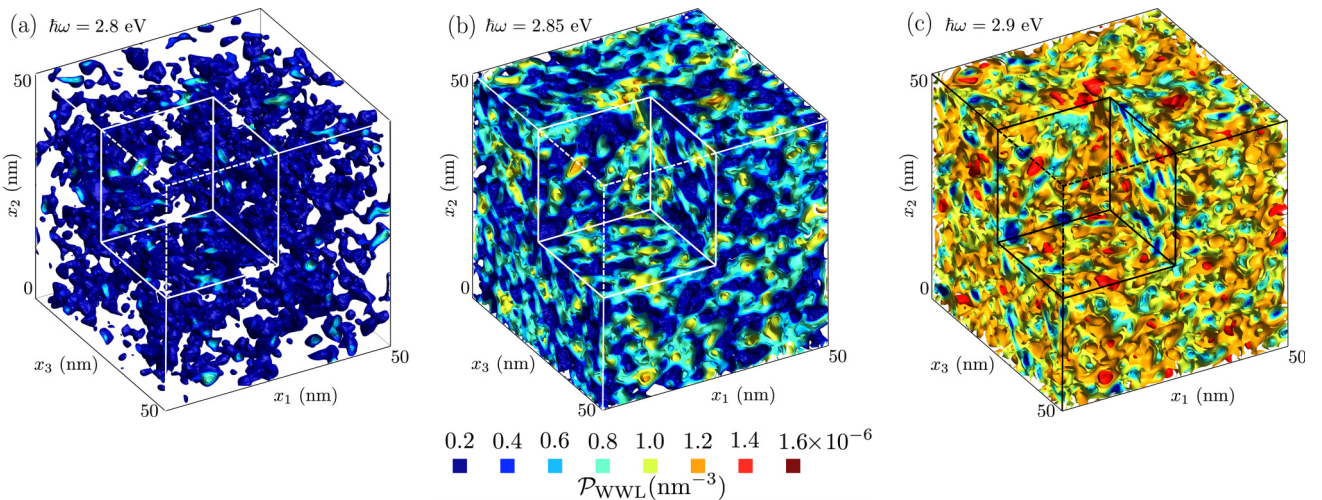 (a) ℏω = 2.8 eV
50
x₂ (nm)
0
x₃ (nm)
50
x₁ (nm)
50
(b) ℏω = 2.85 eV
50
x₂ (nm)
0
x₃ (nm)
50
x₁ (nm)
50
(c) ℏω = 2.9 eV
50
x₂ (nm)
0
x₃ (nm)
50
x₁ (nm)
50
0.2 0.4 0.6 0.8 1.0 1.2 1.4 1.6×10⁻⁶
𝒫_WWL(nm⁻³)